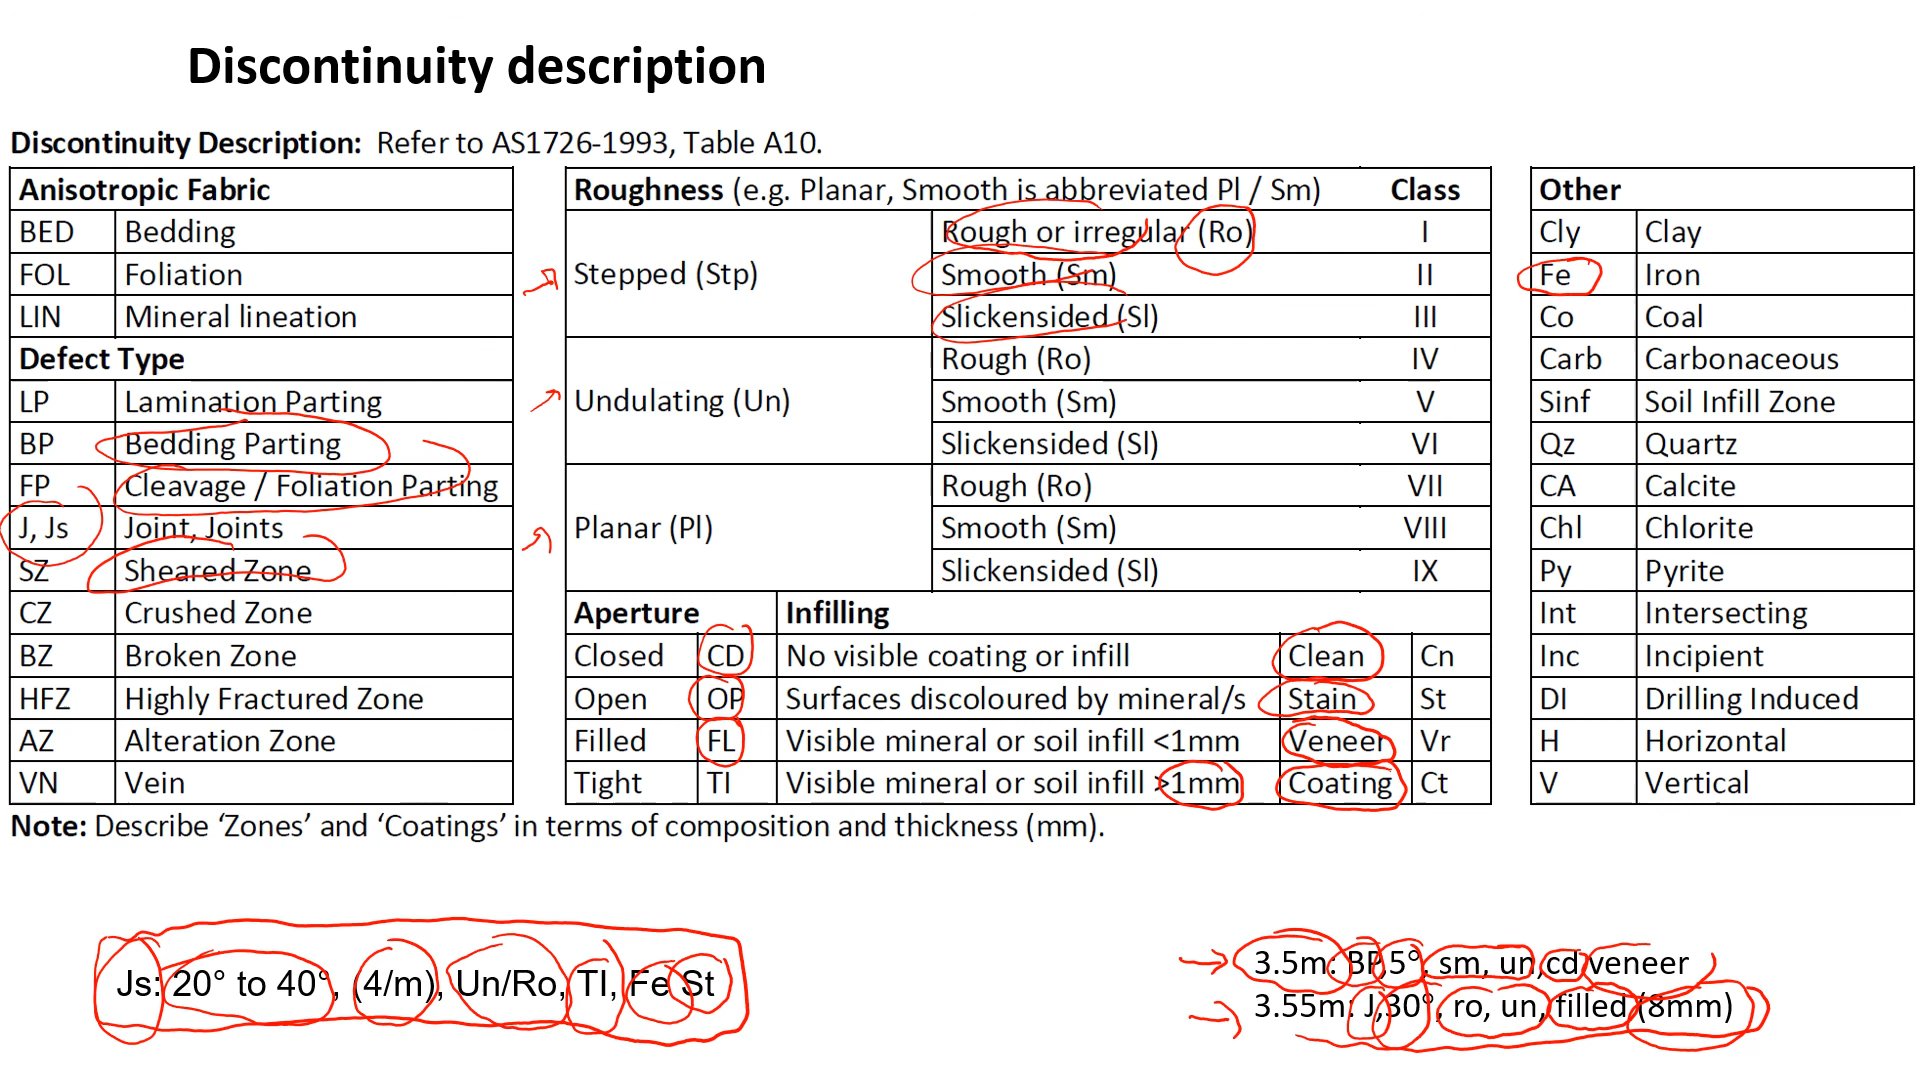 Discontinuity description
Discontinuity Description: Refer to AS1726-1993, Table A10.
Anisotropic Fabric
BED Bedding
FOL Foliation
LIN Mineral lineation
Defect Type
LP Lamination Parting
BP Bedding Parting
FP Cleavage / Foliation Parting
J, Js Joint, Joints
SZ Sheared Zone
CZ Crushed Zone
BZ Broken Zone
HFZ Highly Fractured Zone
AZ Alteration Zone
VN Vein
Roughness (e.g. Planar, Smooth is abbreviated Pl / Sm) Class
Stepped (Stp)
Rough or irregular (Ro) I
Smooth (Sm) II
Slickensided (Sl) III
Undulating (Un)
Rough (Ro) IV
Smooth (Sm) V
Slickensided (Sl) VI
Planar (Pl)
Rough (Ro) VII
Smooth (Sm) VIII
Slickensided (Sl) IX
Aperture Infilling
Closed CD No visible coating or infill Clean Cn
Open OP Surfaces discoloured by mineral/s Stain St
Filled FL Visible mineral or soil infill <1mm Veneer Vr
Tight TI Visible mineral or soil infill >1mm Coating Ct
Other
Cly Clay
Fe Iron
Co Coal
Carb Carbonaceous
Sinf Soil Infill Zone
Qz Quartz
CA Calcite
Chl Chlorite
Py Pyrite
Int Intersecting
Inc Incipient
DI Drilling Induced
H Horizontal
V Vertical
Note: Describe ‘Zones’ and ‘Coatings’ in terms of composition and thickness (mm).
Js: 20° to 40°, (4/m), Un/Ro, TI, Fe St
3.5m: BP,5°, sm, un,cd,veneer
3.55m: J,30°, ro, un, filled (8mm)